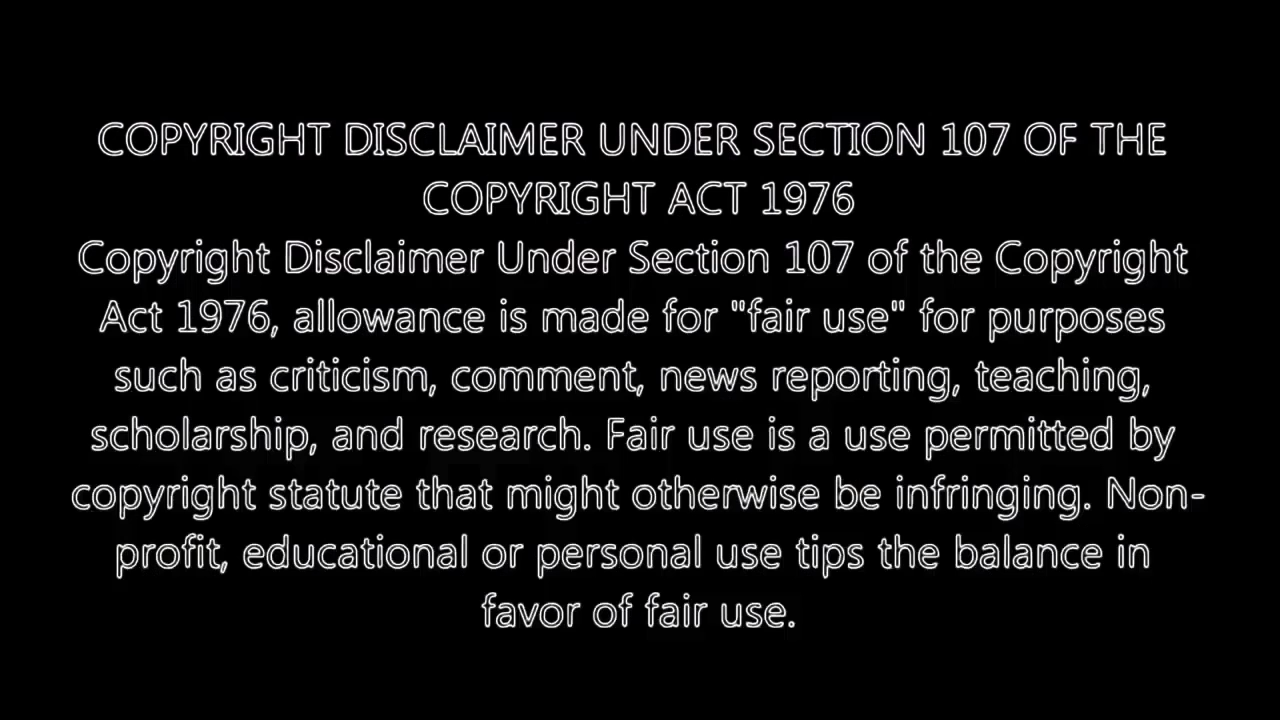 COPYRIGHT DISCLAIMER UNDER SECTION 107 OF THE
COPYRIGHT ACT 1976
Copyright Disclaimer Under Section 107 of the Copyright
Act 1976, allowance is made for "fair use" for purposes
such as criticism, comment, news reporting, teaching,
scholarship, and research. Fair use is a use permitted by
copyright statute that might otherwise be infringing. Non-
profit, educational or personal use tips the balance in
favor of fair use.